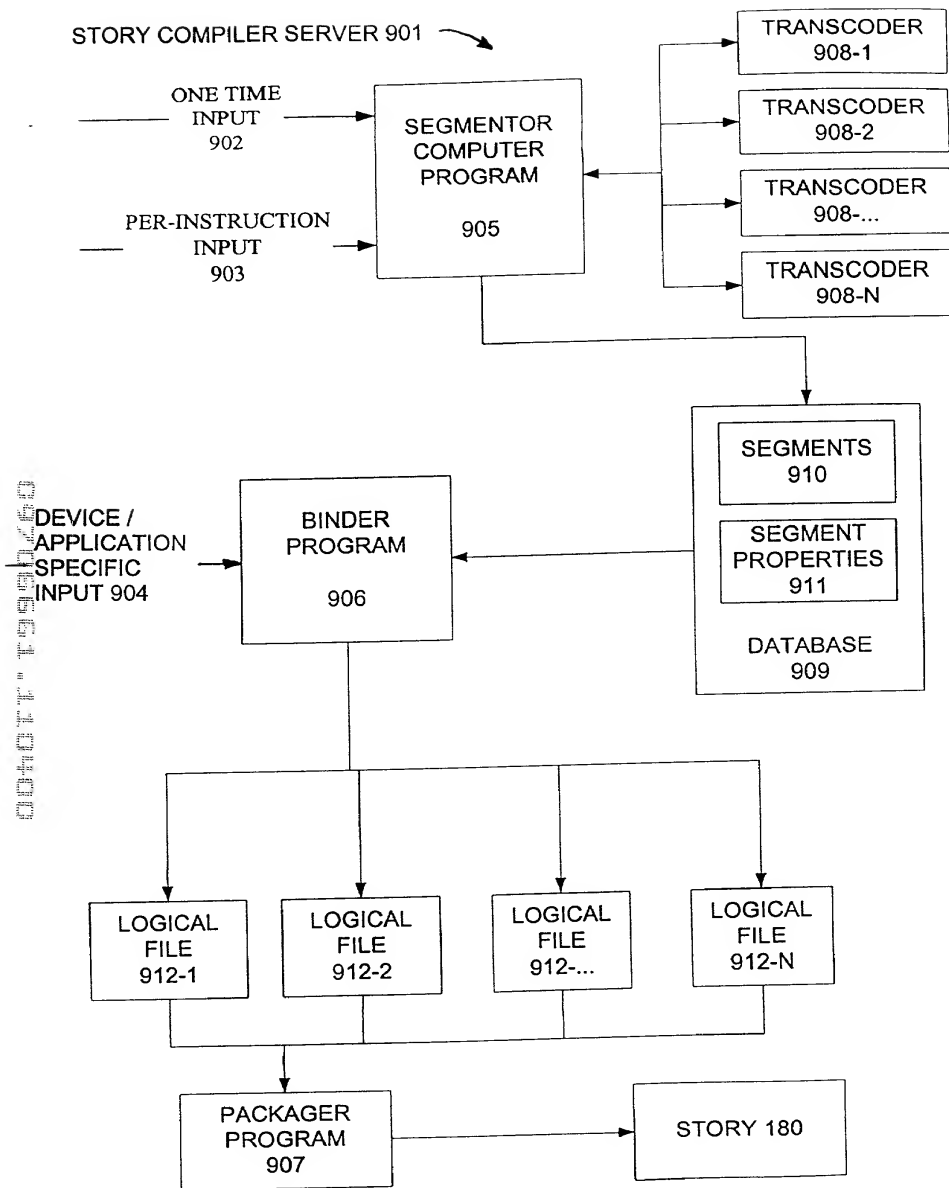 STORY COMPILER SERVER 901
ONE TIME
INPUT
902
PER-INSTRUCTION
INPUT
903
SEGMENTOR
COMPUTER
PROGRAM
905
TRANSCODER
908-1
TRANSCODER
908-2
TRANSCODER
908-...
TRANSCODER
908-N
DEVICE /
APPLICATION
SPECIFIC
INPUT 904
BINDER
PROGRAM
906
SEGMENTS
910
SEGMENT
PROPERTIES
911
DATABASE
909
LOGICAL
FILE
912-1
LOGICAL
FILE
912-2
LOGICAL
FILE
912-...
LOGICAL
FILE
912-N
PACKAGER
PROGRAM
907
STORY 180